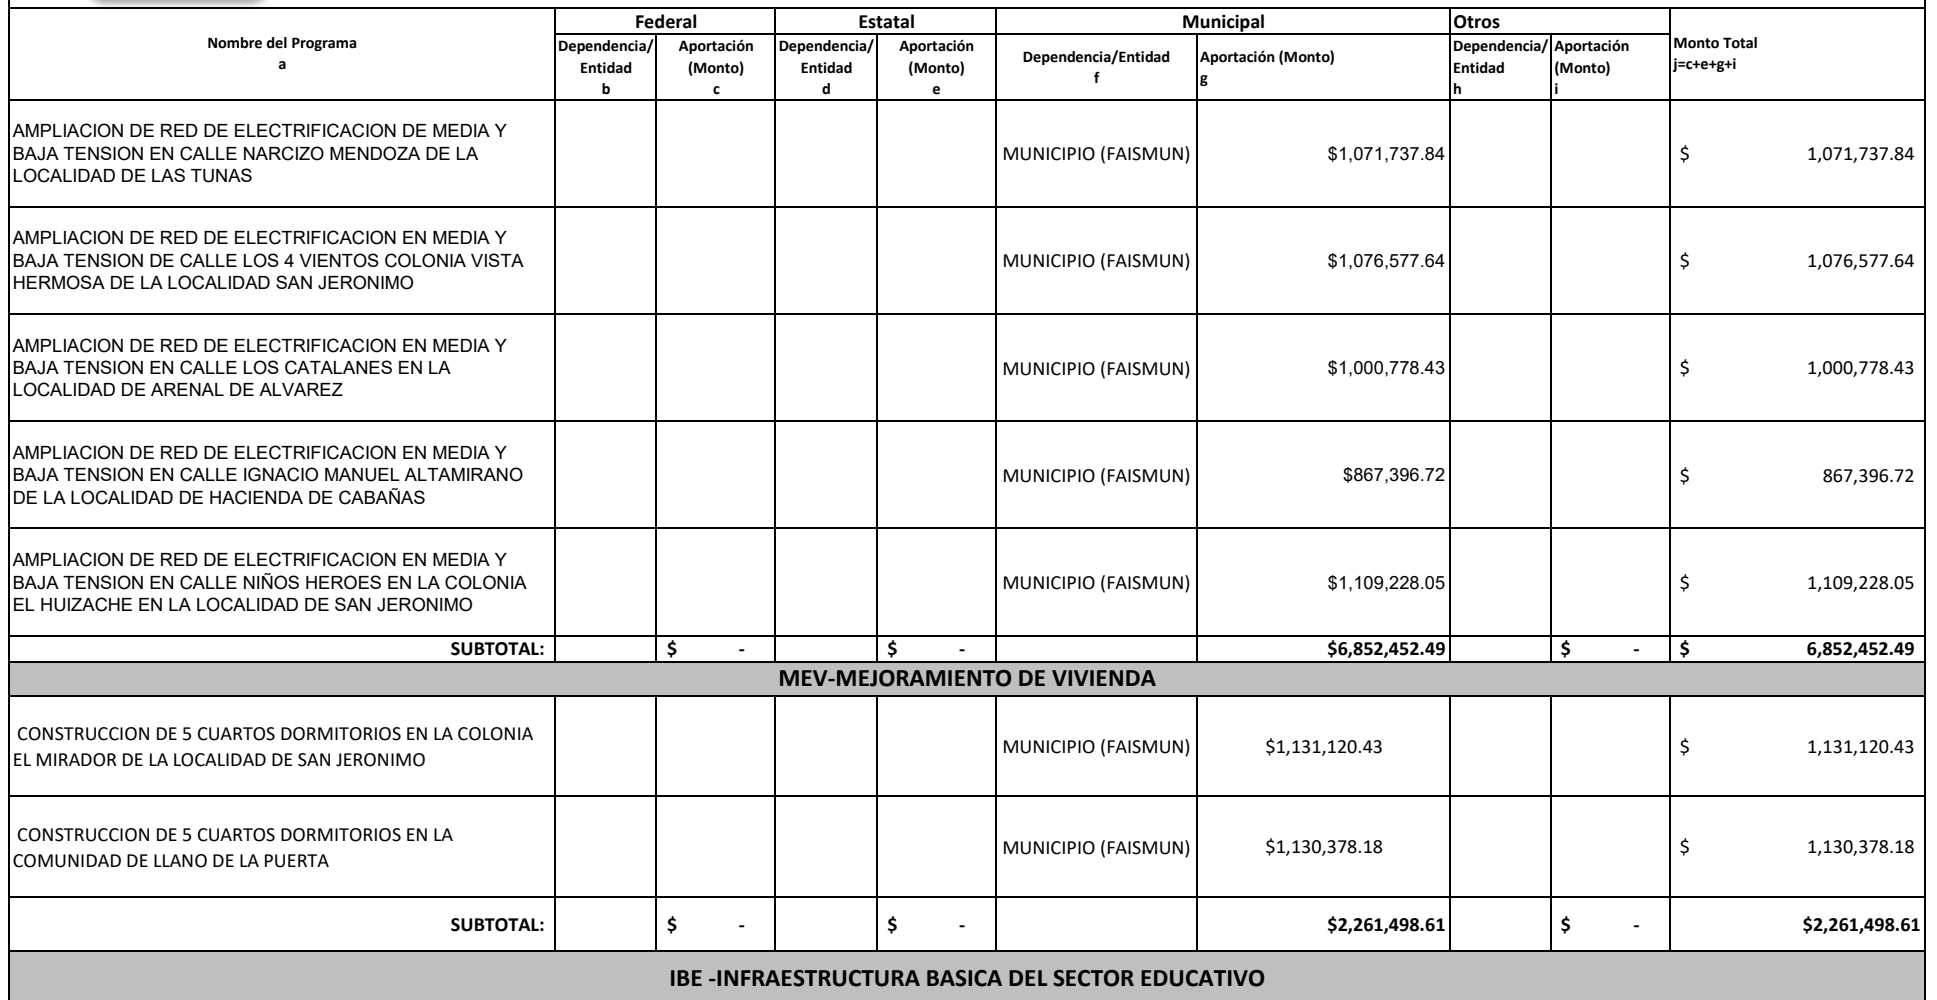 Nombre del Programa
a
Federal
Estatal
Municipal
Otros
Monto Total
j=c+e+g+i
Dependencia/
Entidad
b
Aportación
(Monto)
c
Dependencia/
Entidad
d
Aportación
(Monto)
e
Dependencia/Entidad
f
Aportación (Monto)
g
Dependencia/
Entidad
h
Aportación
(Monto)
i
AMPLIACION DE RED DE ELECTRIFICACION DE MEDIA Y
BAJA TENSION EN CALLE NARCIZO MENDOZA DE LA
LOCALIDAD DE LAS TUNAS
MUNICIPIO (FAISMUN) $1,071,737.84 $ 1,071,737.84
AMPLIACION DE RED DE ELECTRIFICACION EN MEDIA Y
BAJA TENSION DE CALLE LOS 4 VIENTOS COLONIA VISTA
HERMOSA DE LA LOCALIDAD SAN JERONIMO
MUNICIPIO (FAISMUN) $1,076,577.64 $ 1,076,577.64
AMPLIACION DE RED DE ELECTRIFICACION EN MEDIA Y
BAJA TENSION EN CALLE LOS CATALANES EN LA
LOCALIDAD DE ARENAL DE ALVAREZ
MUNICIPIO (FAISMUN) $1,000,778.43 $ 1,000,778.43
AMPLIACION DE RED DE ELECTRIFICACION EN MEDIA Y
BAJA TENSION EN CALLE IGNACIO MANUEL ALTAMIRANO
DE LA LOCALIDAD DE HACIENDA DE CABAÑAS
MUNICIPIO (FAISMUN) $867,396.72 $ 867,396.72
AMPLIACION DE RED DE ELECTRIFICACION EN MEDIA Y
BAJA TENSION EN CALLE NIÑOS HEROES EN LA COLONIA
EL HUIZACHE EN LA LOCALIDAD DE SAN JERONIMO
MUNICIPIO (FAISMUN) $1,109,228.05 $ 1,109,228.05
SUBTOTAL: $ - $ - $6,852,452.49 $ - $ 6,852,452.49
MEV-MEJORAMIENTO DE VIVIENDA
CONSTRUCCION DE 5 CUARTOS DORMITORIOS EN LA COLONIA
EL MIRADOR DE LA LOCALIDAD DE SAN JERONIMO
MUNICIPIO (FAISMUN) $1,131,120.43 $ 1,131,120.43
CONSTRUCCION DE 5 CUARTOS DORMITORIOS EN LA
COMUNIDAD DE LLANO DE LA PUERTA
MUNICIPIO (FAISMUN) $1,130,378.18 $ 1,130,378.18
SUBTOTAL: $ - $ - $2,261,498.61 $ - $2,261,498.61
IBE -INFRAESTRUCTURA BASICA DEL SECTOR EDUCATIVO